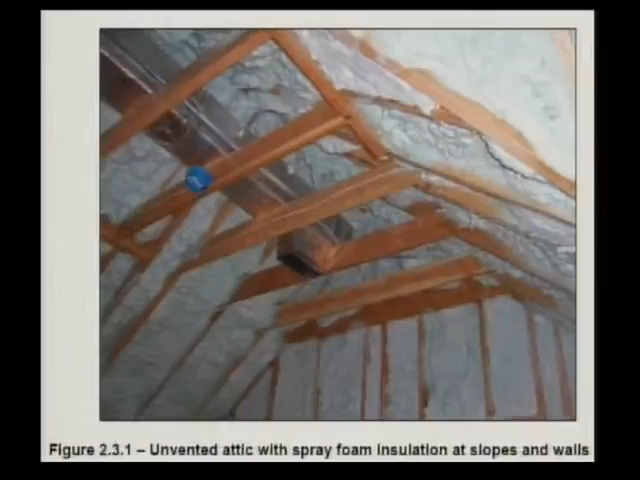 Figure 2.3.1 – Unvented attic with spray foam insulation at slopes and walls